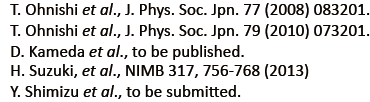 T. Ohnishi et al., J. Phys. Soc. Jpn. 77 (2008) 083201.
T. Ohnishi et al., J. Phys. Soc. Jpn. 79 (2010) 073201.
D. Kameda et al., to be published.
H. Suzuki, et al., NIMB 317, 756-768 (2013)
Y. Shimizu et al., to be submitted.